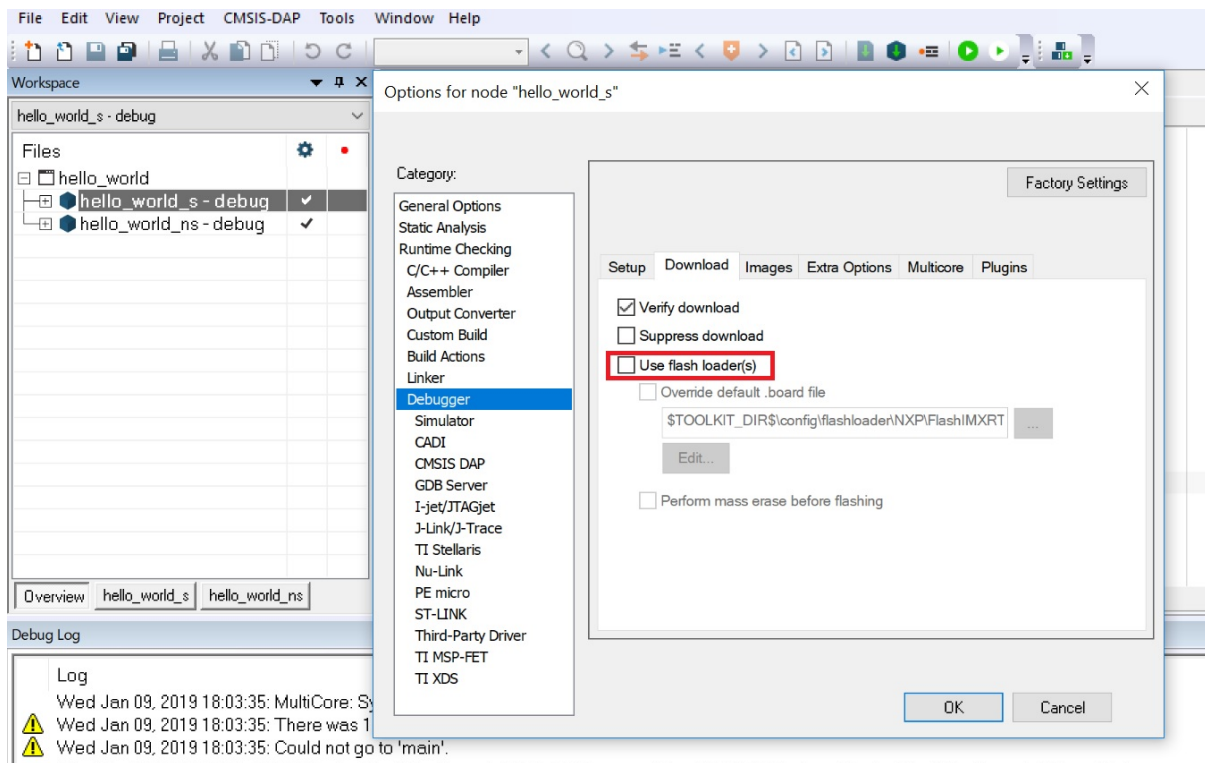 File Edit View Project CMSIS-DAP Tools Window Help
Workspace
hello_world_s - debug
Files
hello_world
hello_world_s - debug
hello_world_ns - debug
Overview hello_world_s hello_world_ns
Options for node "hello_world_s"
Category:
General Options
Static Analysis
Runtime Checking
C/C++ Compiler
Assembler
Output Converter
Custom Build
Build Actions
Linker
Debugger
Simulator
CADI
CMSIS DAP
GDB Server
I-jet/JTAGjet
J-Link/J-Trace
TI Stellaris
Nu-Link
PE micro
ST-LINK
Third-Party Driver
TI MSP-FET
TI XDS
Factory Settings
Setup Download Images Extra Options Multicore Plugins
Verify download
Suppress download
Use flash loader(s)
Override default .board file
$TOOLKIT_DIR$\config\flashloader\NXP\FlashIMXRT
...
Edit...
Perform mass erase before flashing
OK Cancel
Debug Log
Log
Wed Jan 09, 2019 18:03:35: MultiCore: Sy
Wed Jan 09, 2019 18:03:35: There was 1
Wed Jan 09, 2019 18:03:35: Could not go to 'main'.